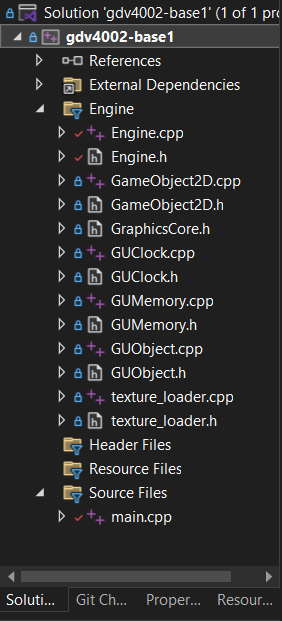 Solution 'gdv4002-base1' (1 of 1 pro
gdv4002-base1
References
External Dependencies
Engine
Engine.cpp
Engine.h
GameObject2D.cpp
GameObject2D.h
GraphicsCore.h
GUClock.cpp
GUClock.h
GUMemory.cpp
GUMemory.h
GUObject.cpp
GUObject.h
texture_loader.cpp
texture_loader.h
Header Files
Resource Files
Source Files
main.cpp
Soluti... Git Ch... Proper... Resour...